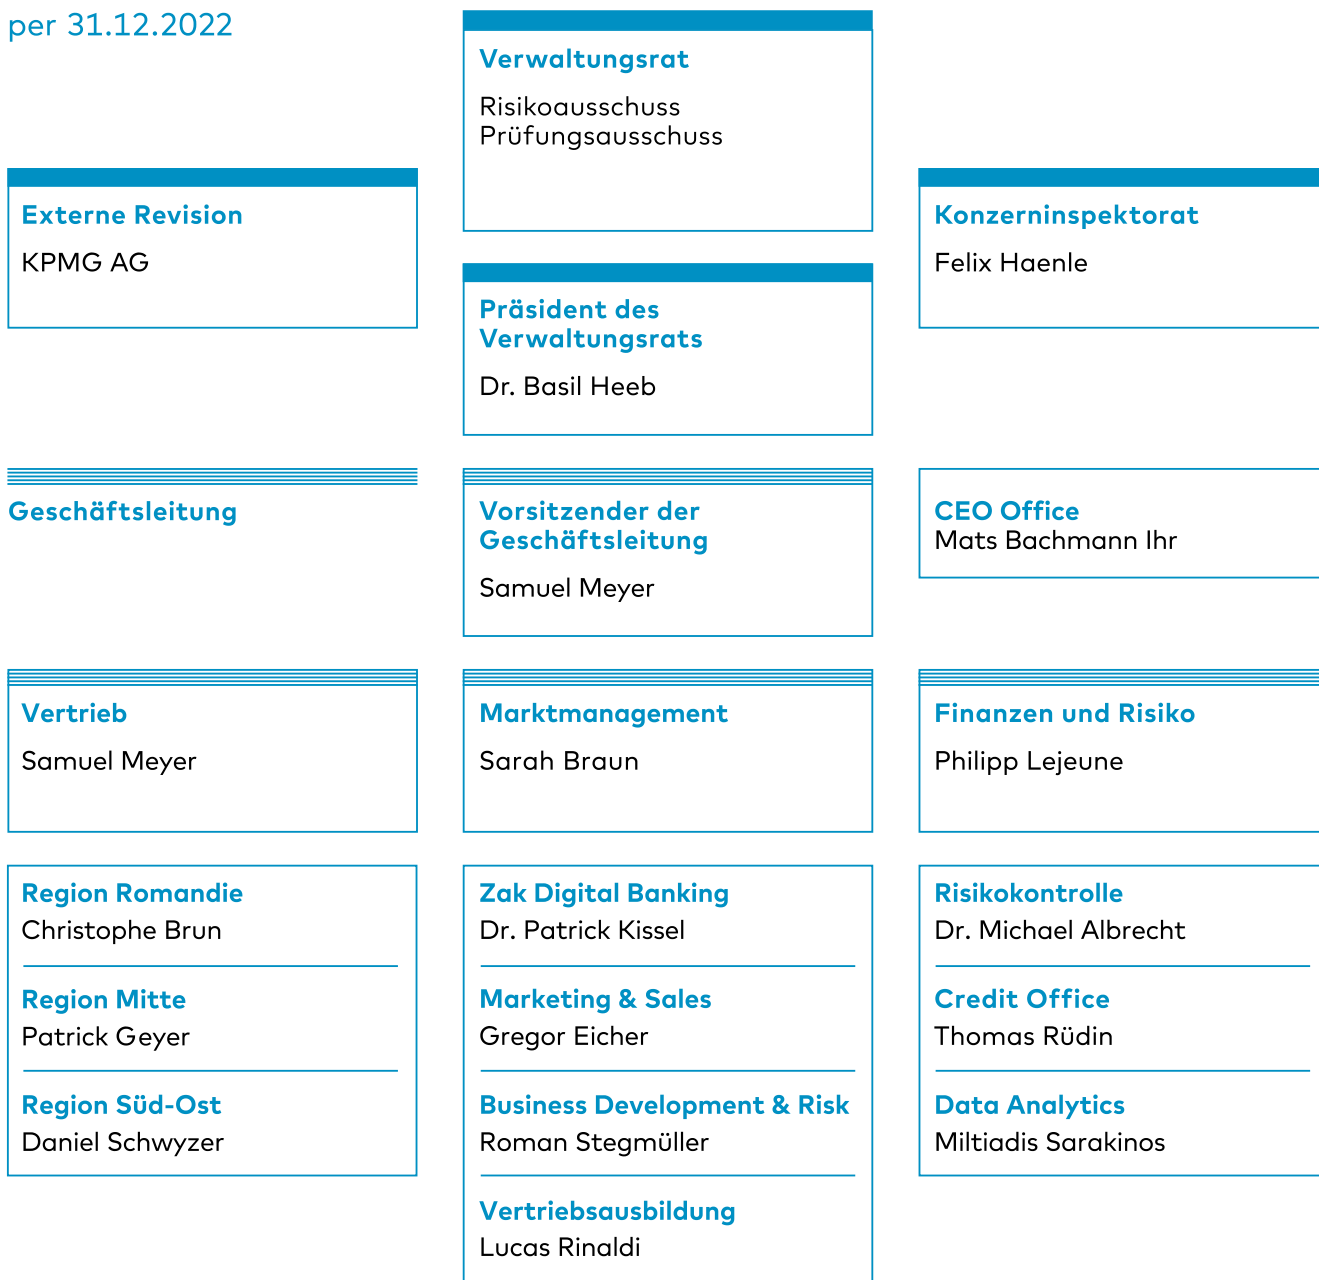 per 31.12.2022
Verwaltungsrat
Risikoausschuss
Prüfungsausschuss
Externe Revision
KPMG AG
Konzerninspektorat
Felix Haenle
Präsident des
Verwaltungsrats
Dr. Basil Heeb
Geschäftsleitung
Vorsitzender der
Geschäftsleitung
Samuel Meyer
CEO Office
Mats Bachmann Ihr
Vertrieb
Samuel Meyer
Marktmanagement
Sarah Braun
Finanzen und Risiko
Philipp Lejeune
Region Romandie
Christophe Brun
Region Mitte
Patrick Geyer
Region Süd-Ost
Daniel Schwyzer
Zak Digital Banking
Dr. Patrick Kissel
Marketing & Sales
Gregor Eicher
Business Development & Risk
Roman Stegmüller
Vertriebsausbildung
Lucas Rinaldi
Risikokontrolle
Dr. Michael Albrecht
Credit Office
Thomas Rüdin
Data Analytics
Miltiadis Sarakinos